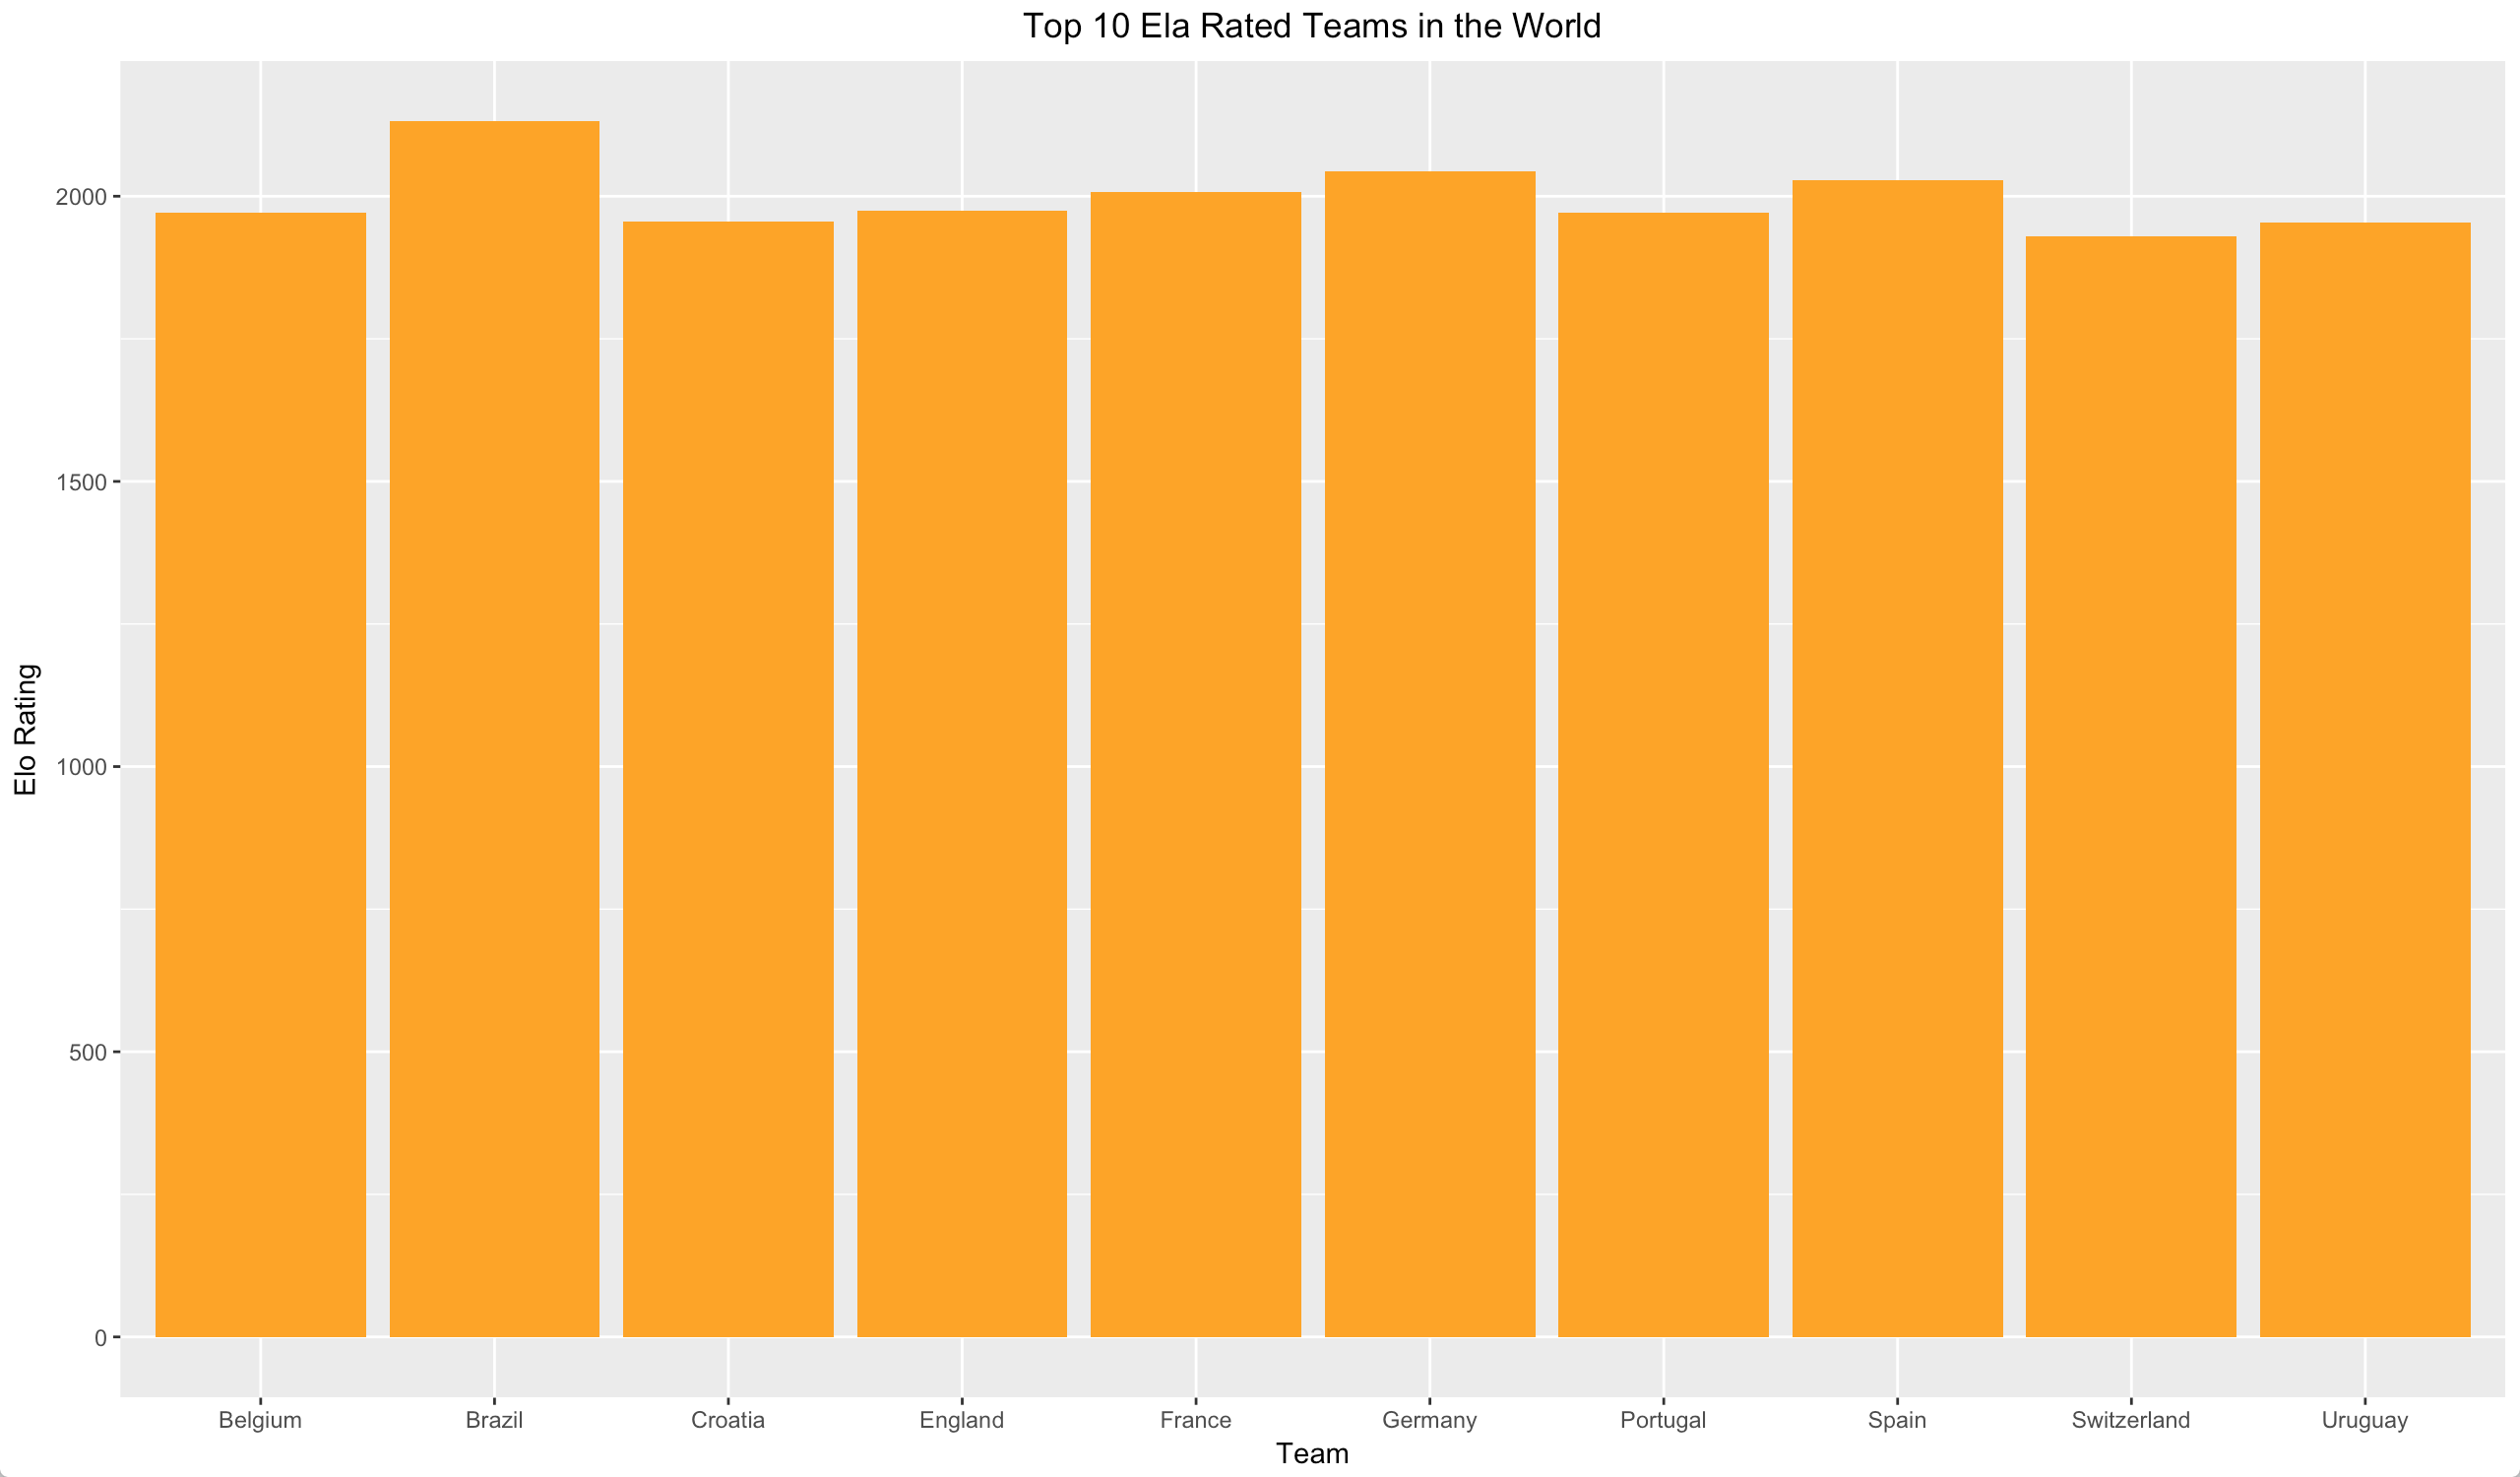 Top 10 Ela Rated Teams in the World
Elo Rating
2000
1500
1000
500
0
Belgium Brazil Croatia England France Germany Portugal Spain Switzerland Uruguay
Team